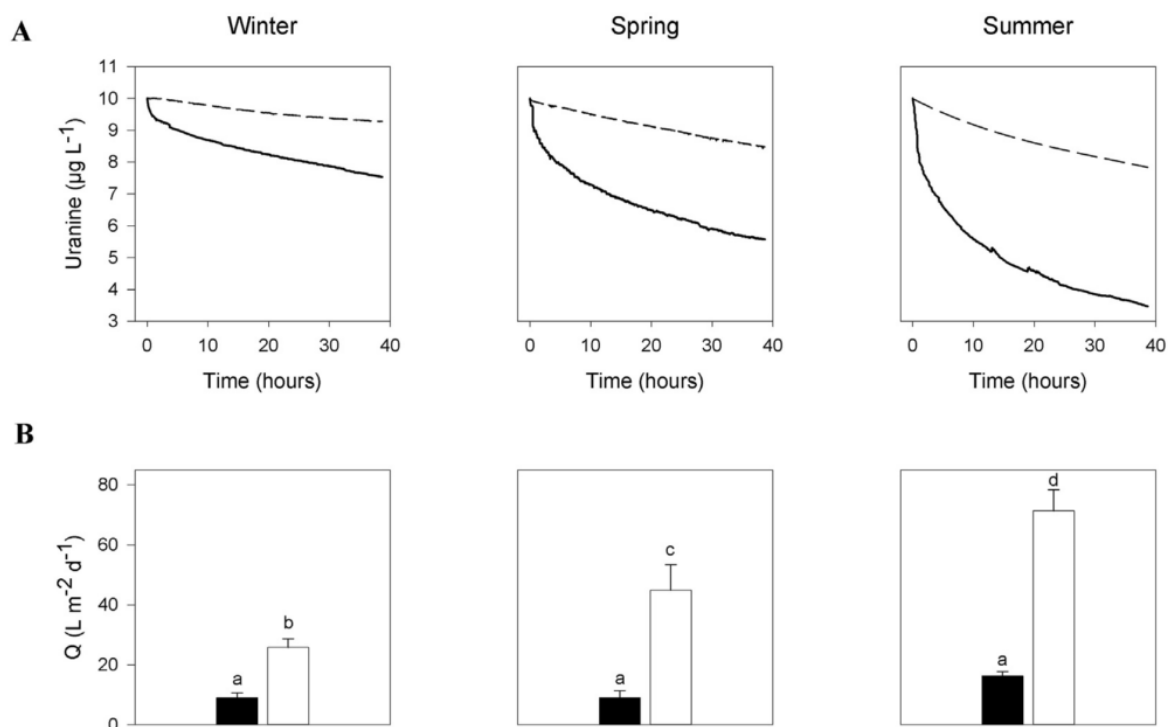 A
Winter
Spring
Summer
Uranine (µg L⁻¹)
11
10
9
8
7
6
5
4
3
0 10 20 30 40
0 10 20 30 40
0 10 20 30 40
Time (hours)
Time (hours)
Time (hours)
B
Q (L m⁻² d⁻¹)
80
60
40
20
0
a b
a c
a d